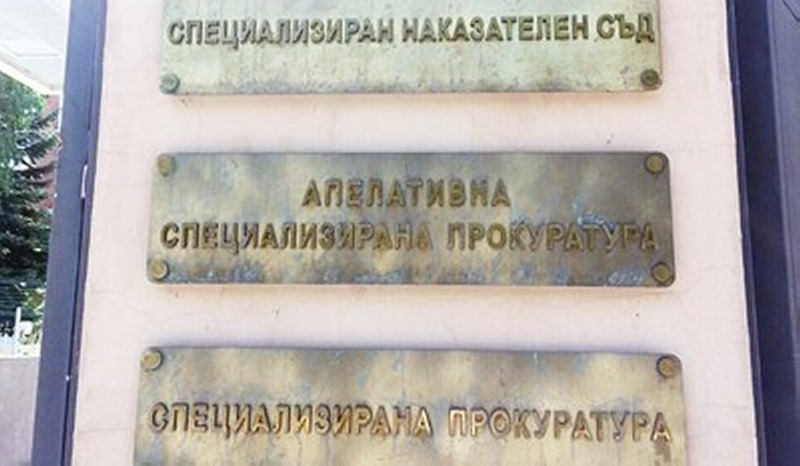 СПЕЦИАЛИЗИРАН НАКАЗАТЕЛЕН СЪД
АПЕЛАТИВНА
СПЕЦИАЛИЗИРАНА ПРОКУРАТУРА
СПЕЦИАЛИЗИРАНА ПРОКУРАТУРА